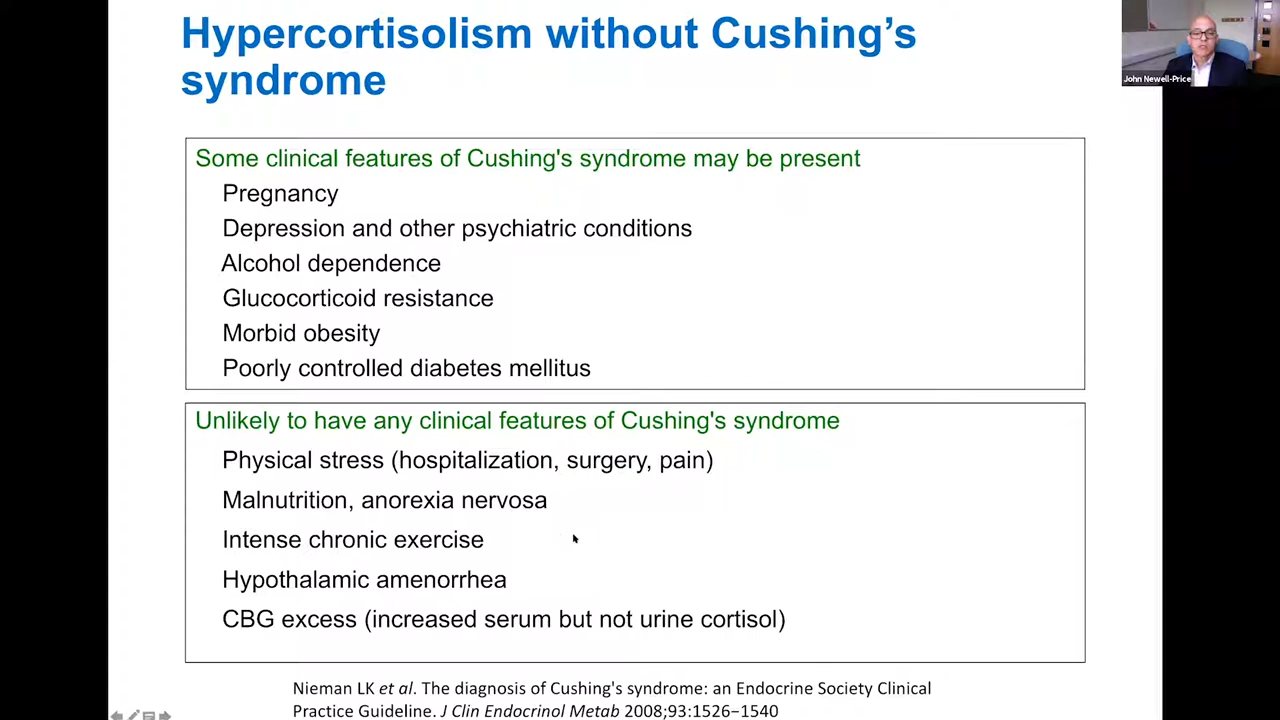 Hypercortisolism without Cushing’s
syndrome
John Newell-Price
Some clinical features of Cushing's syndrome may be present
Pregnancy
Depression and other psychiatric conditions
Alcohol dependence
Glucocorticoid resistance
Morbid obesity
Poorly controlled diabetes mellitus
Unlikely to have any clinical features of Cushing's syndrome
Physical stress (hospitalization, surgery, pain)
Malnutrition, anorexia nervosa
Intense chronic exercise
Hypothalamic amenorrhea
CBG excess (increased serum but not urine cortisol)
Nieman LK et al. The diagnosis of Cushing's syndrome: an Endocrine Society Clinical
Practice Guideline. J Clin Endocrinol Metab 2008;93:1526–1540